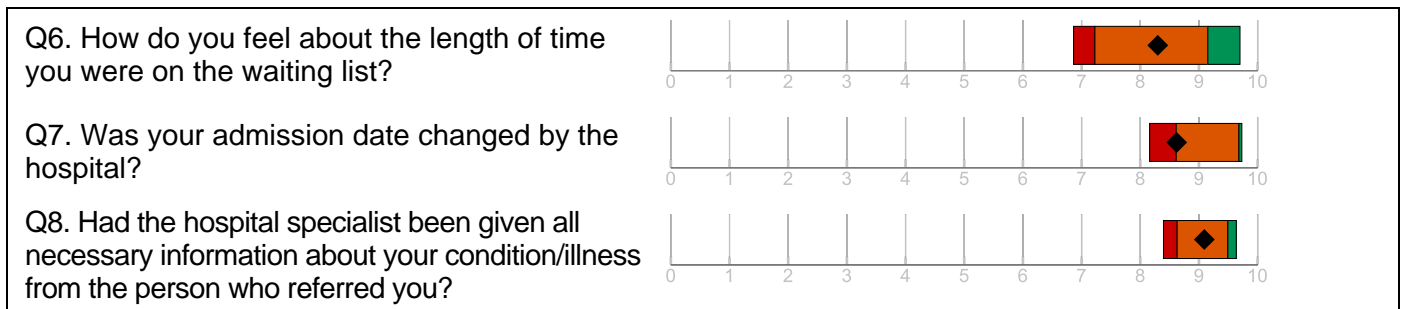 Q6. How do you feel about the length of time
you were on the waiting list?
0 1 2 3 4 5 6 7 8 9 10
Q7. Was your admission date changed by the
hospital?
0 1 2 3 4 5 6 7 8 9 10
Q8. Had the hospital specialist been given all
necessary information about your condition/illness
from the person who referred you?
0 1 2 3 4 5 6 7 8 9 10